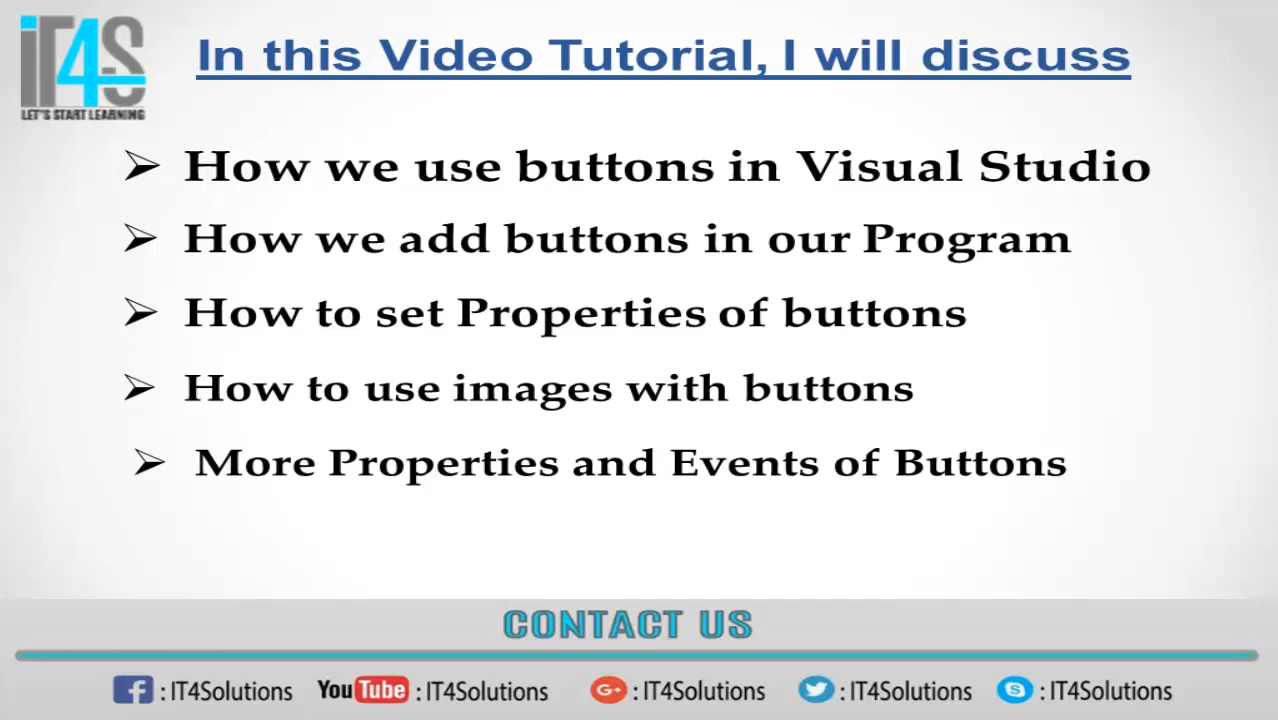 iT4S
LET'S START LEARNING
In this Video Tutorial, I will discuss
How we use buttons in Visual Studio
How we add buttons in our Program
How to set Properties of buttons
How to use images with buttons
More Properties and Events of Buttons
CONTACT US
f : IT4Solutions YouTube : IT4Solutions G+ : IT4Solutions : IT4Solutions S : IT4Solutions